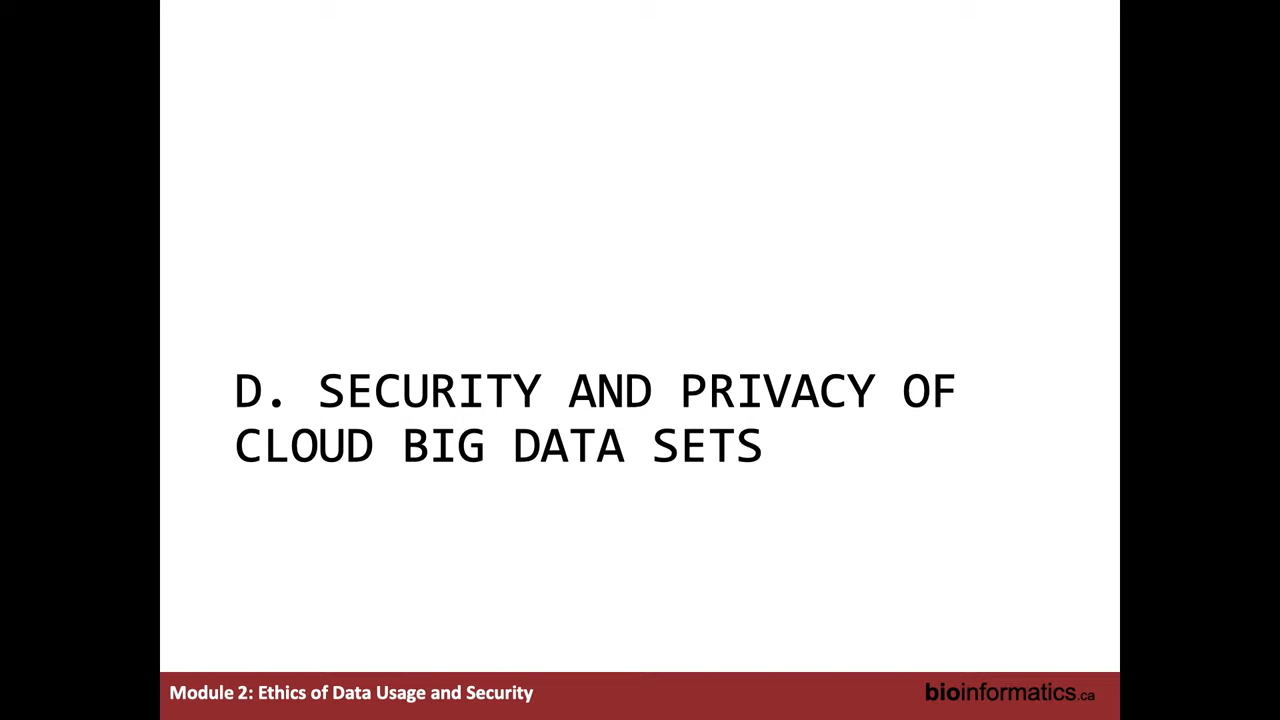 D. SECURITY AND PRIVACY OF
CLOUD BIG DATA SETS
Module 2: Ethics of Data Usage and Security
bioinformatics.ca